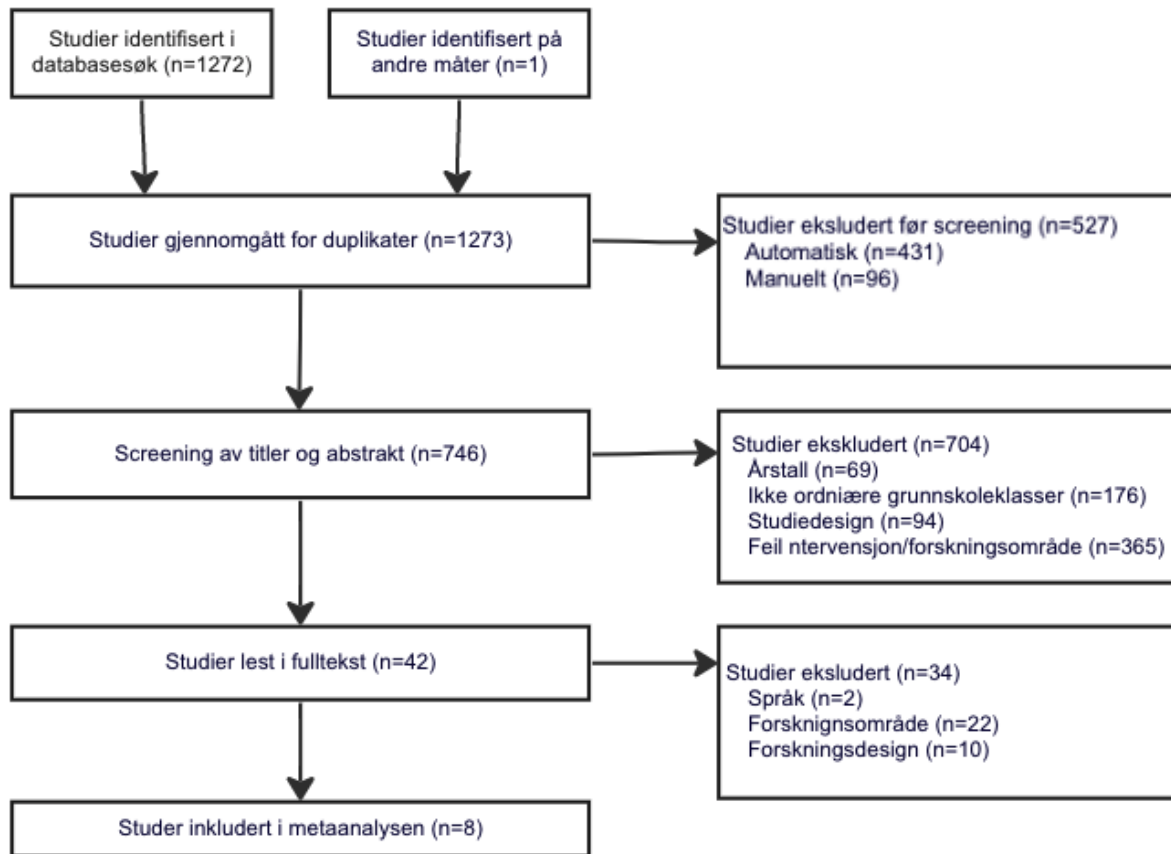 Studier identifisert i
databasesøk (n=1272)
Studier identifisert på
andre måter (n=1)
Studier gjennomgått for duplikater (n=1273)
Studier eksludert før screening (n=527)
Automatisk (n=431)
Manuelt (n=96)
Screening av titler og abstrakt (n=746)
Studier ekskludert (n=704)
Årstall (n=69)
Ikke ordniære grunnskoleklasser (n=176)
Studiedesign (n=94)
Feil ntervensjon/forskningsområde (n=365)
Studier lest i fulltekst (n=42)
Studier eksludert (n=34)
Språk (n=2)
Forsknignsområde (n=22)
Forskningsdesign (n=10)
Studer inkludert i metaanalysen (n=8)